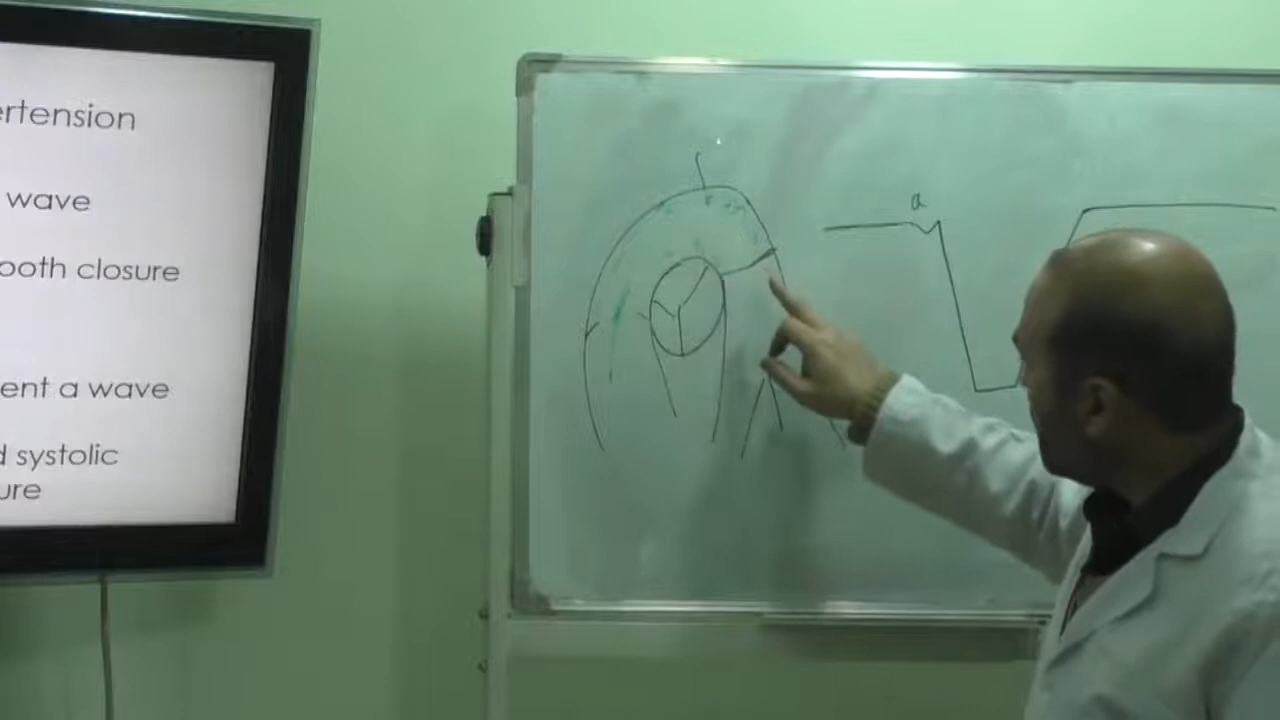 ertension
wave
ooth closure
ent a wave
d systolic
ure
a